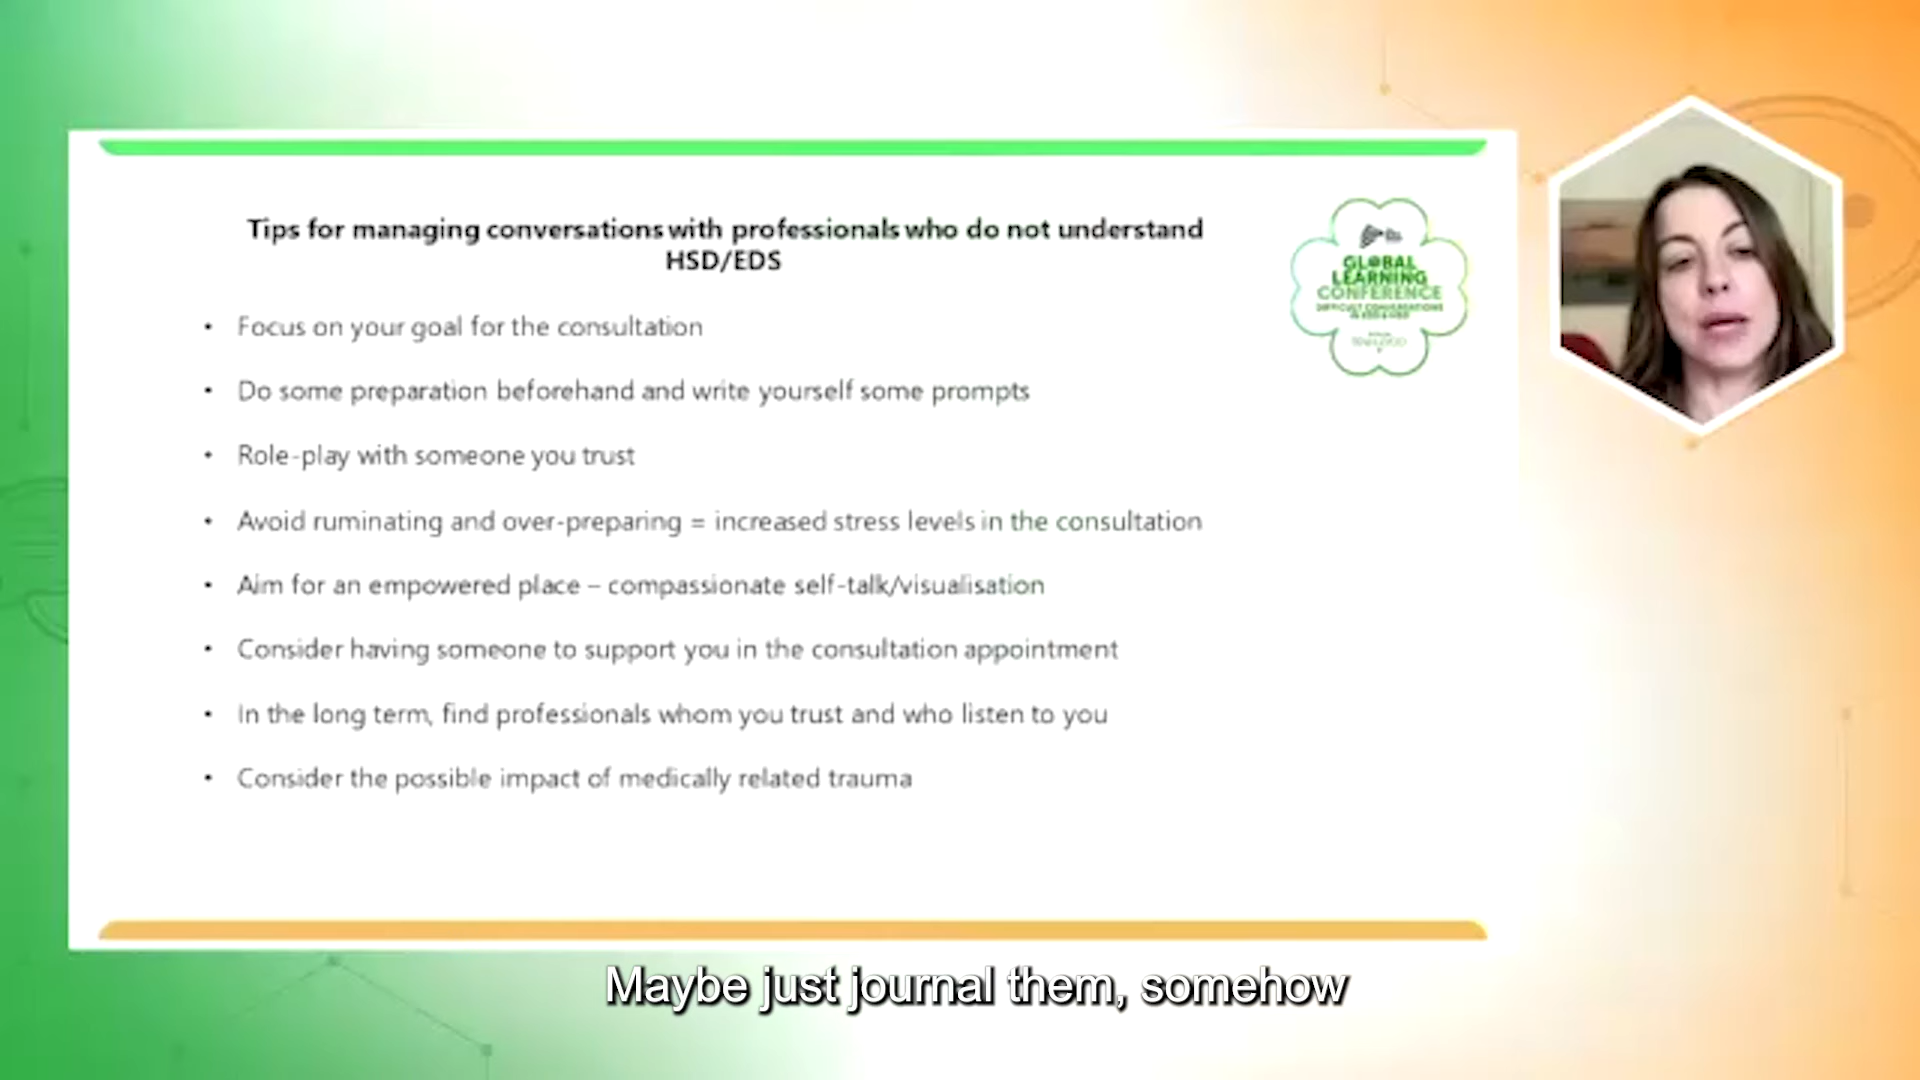 Tips for managing conversations with professionals who do not understand
HSD/EDS
GLOBAL
LEARNING
CONFERENCE
DIFFICULT CONVERSATIONS
• Focus on your goal for the consultation
• Do some preparation beforehand and write yourself some prompts
• Role-play with someone you trust
• Avoid ruminating and over-preparing = increased stress levels in the consultation
• Aim for an empowered place – compassionate self-talk/visualisation
• Consider having someone to support you in the consultation appointment
• In the long term, find professionals whom you trust and who listen to you
• Consider the possible impact of medically related trauma
Maybe just journal them, somehow